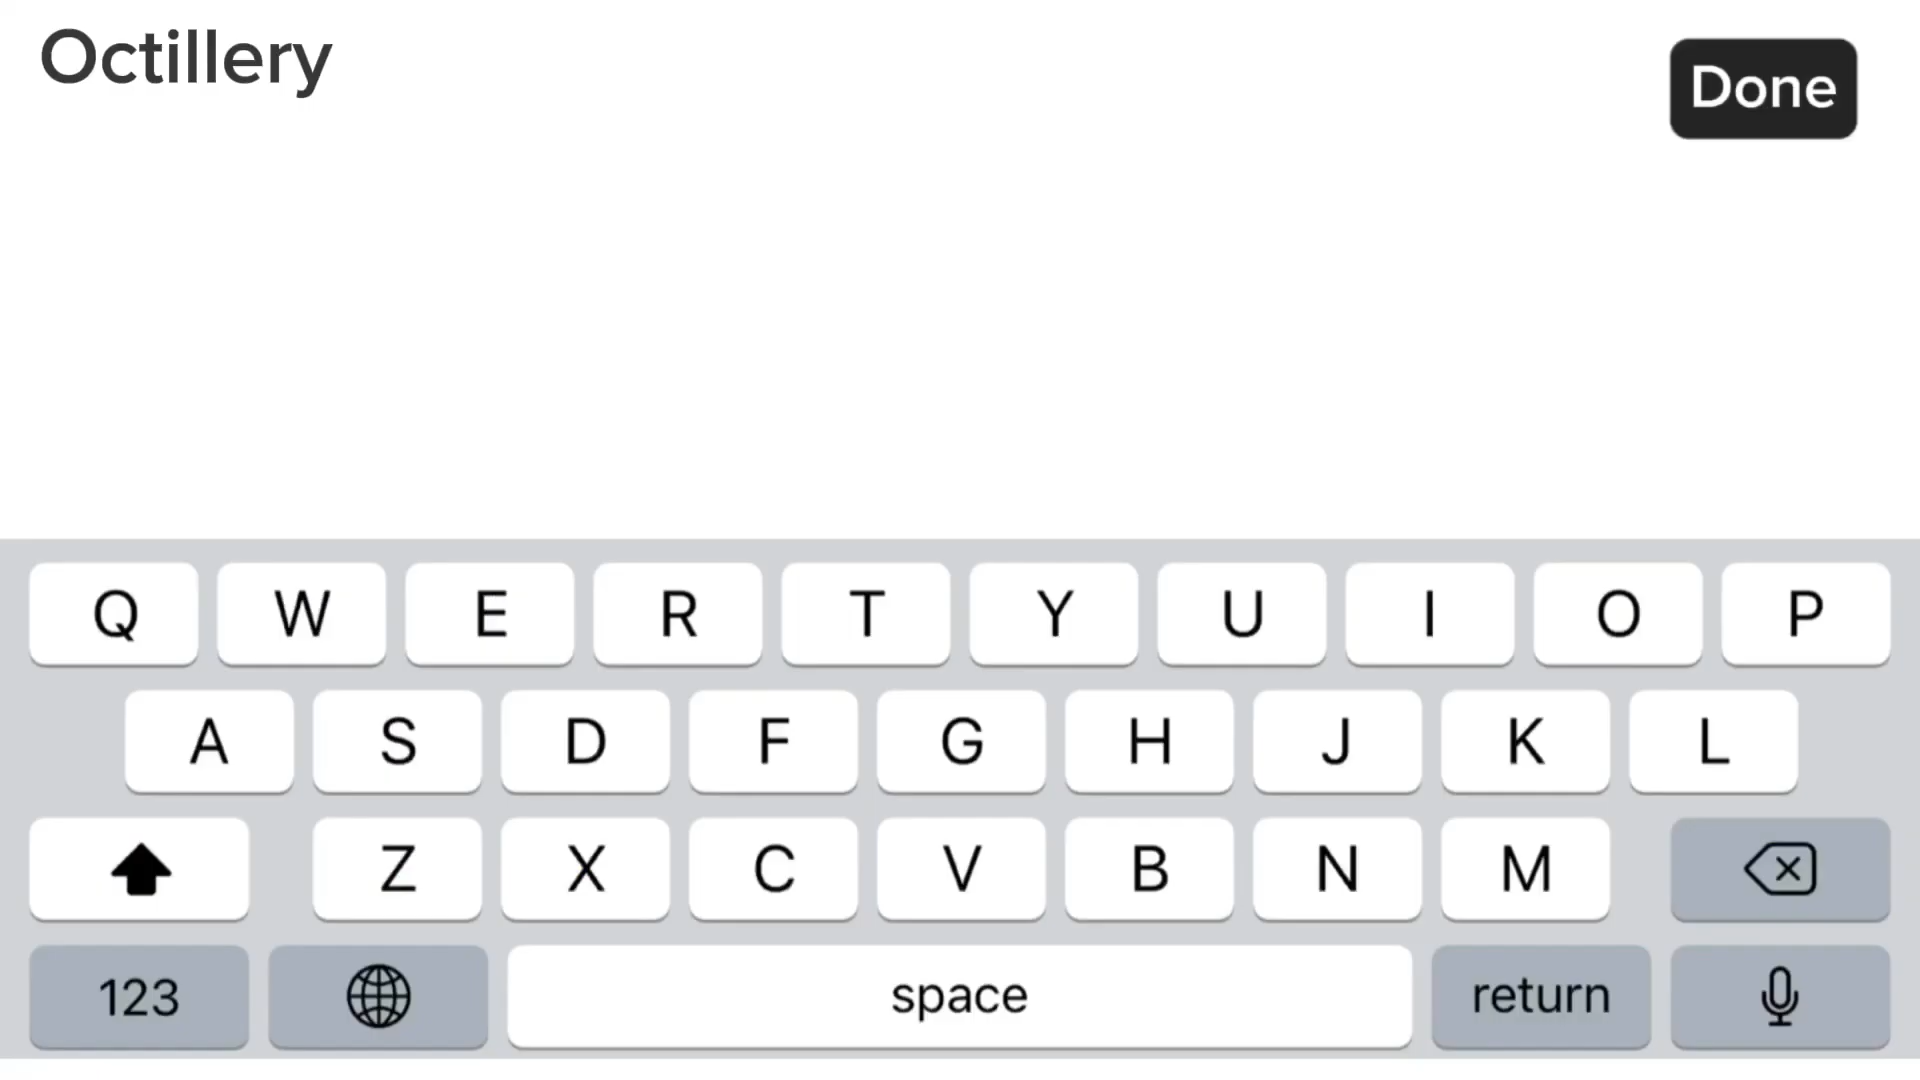 Octillery
Done
Q W E R T Y U I O P
A S D F G H J K L
Z X C V B N M
123 space return